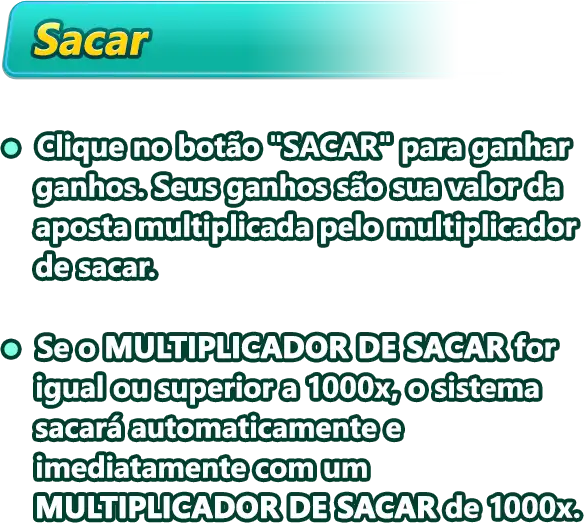 Sacar
Clique no botão "SACAR" para ganhar
ganhos. Seus ganhos são sua valor da
aposta multiplicada pelo multiplicador
de sacar.
Se o MULTIPLICADOR DE SACAR for
igual ou superior a 1000x, o sistema
sacará automaticamente e
imediatamente com um
MULTIPLICADOR DE SACAR de 1000x.